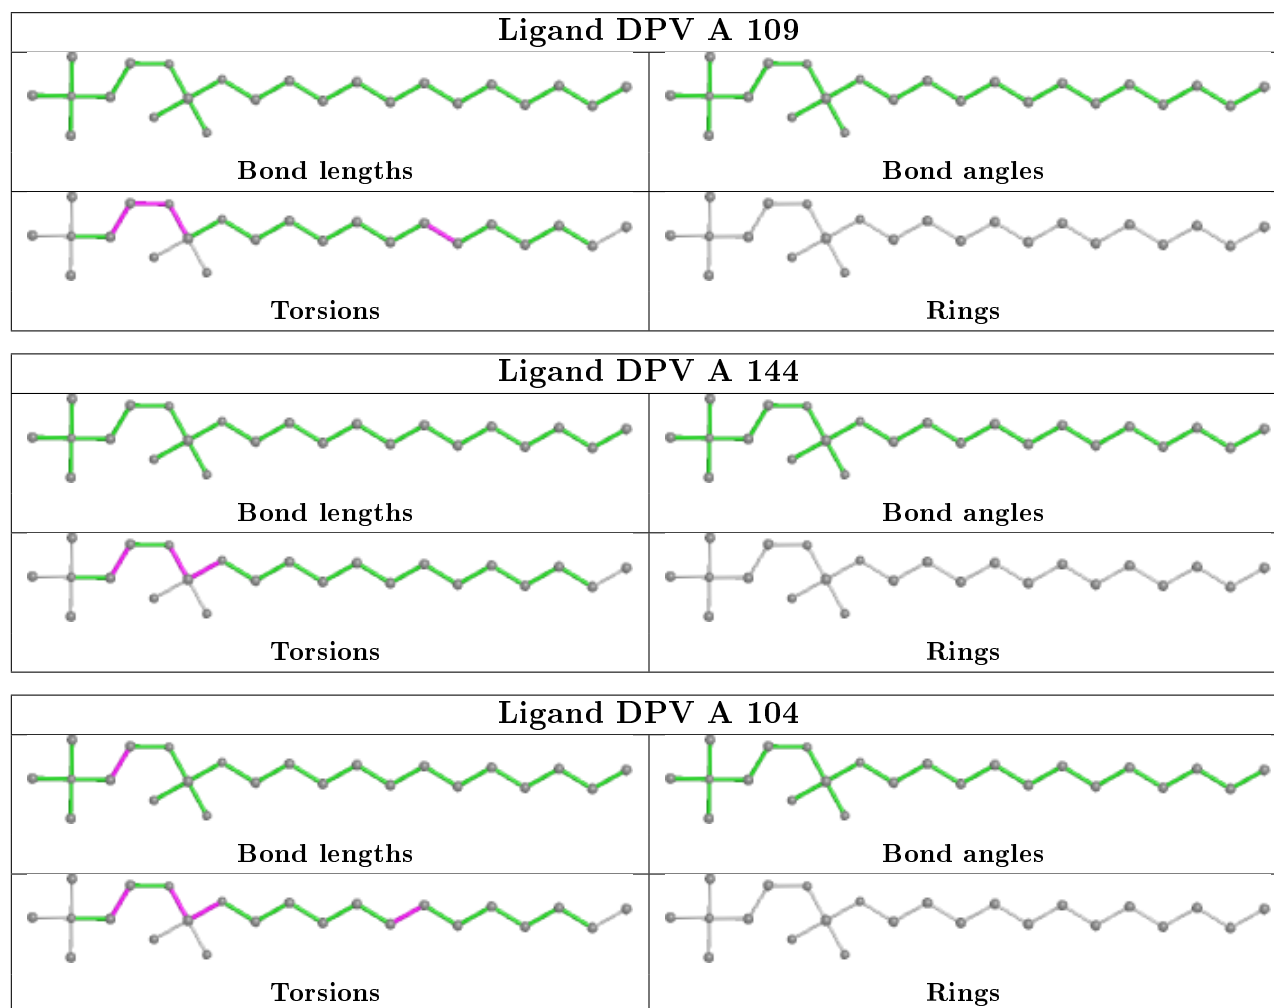 Ligand DPV A 109
Bond lengths
Bond angles
Torsions
Rings
Ligand DPV A 144
Bond lengths
Bond angles
Torsions
Rings
Ligand DPV A 104
Bond lengths
Bond angles
Torsions
Rings